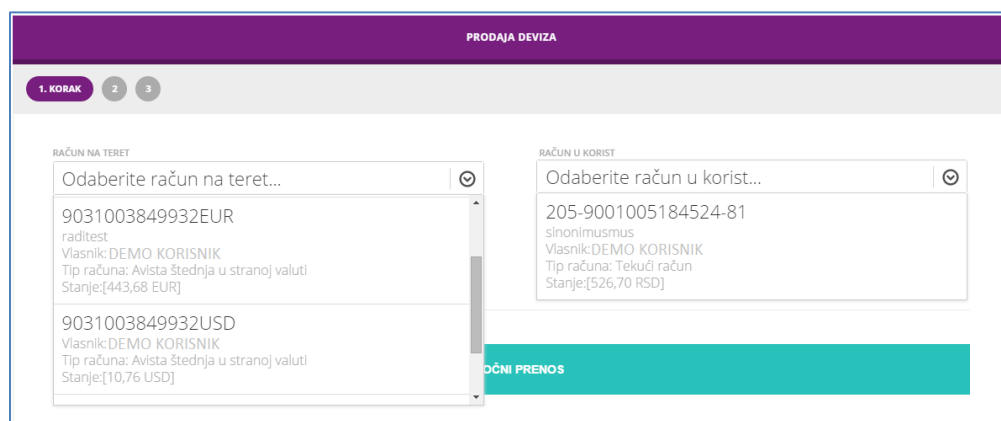 PRODAJA DEVIZA
1. KORAK 2 3
RAČUN NA TERET
Odaberite račun na teret...
9031003849932EUR
raditest
Vlasnik:DEMO KORISNIK
Tip računa: Avista štednja u stranoj valuti
Stanje:[443,68 EUR]
9031003849932USD
Vlasnik:DEMO KORISNIK
Tip računa: Avista štednja u stranoj valuti
Stanje:[10,76 USD]
RAČUN U KORIST
Odaberite račun u korist...
205-9001005184524-81
sinonimusmus
Vlasnik:DEMO KORISNIK
Tip računa: Tekući račun
Stanje:[526,70 RSD]
OČNI PRENOS